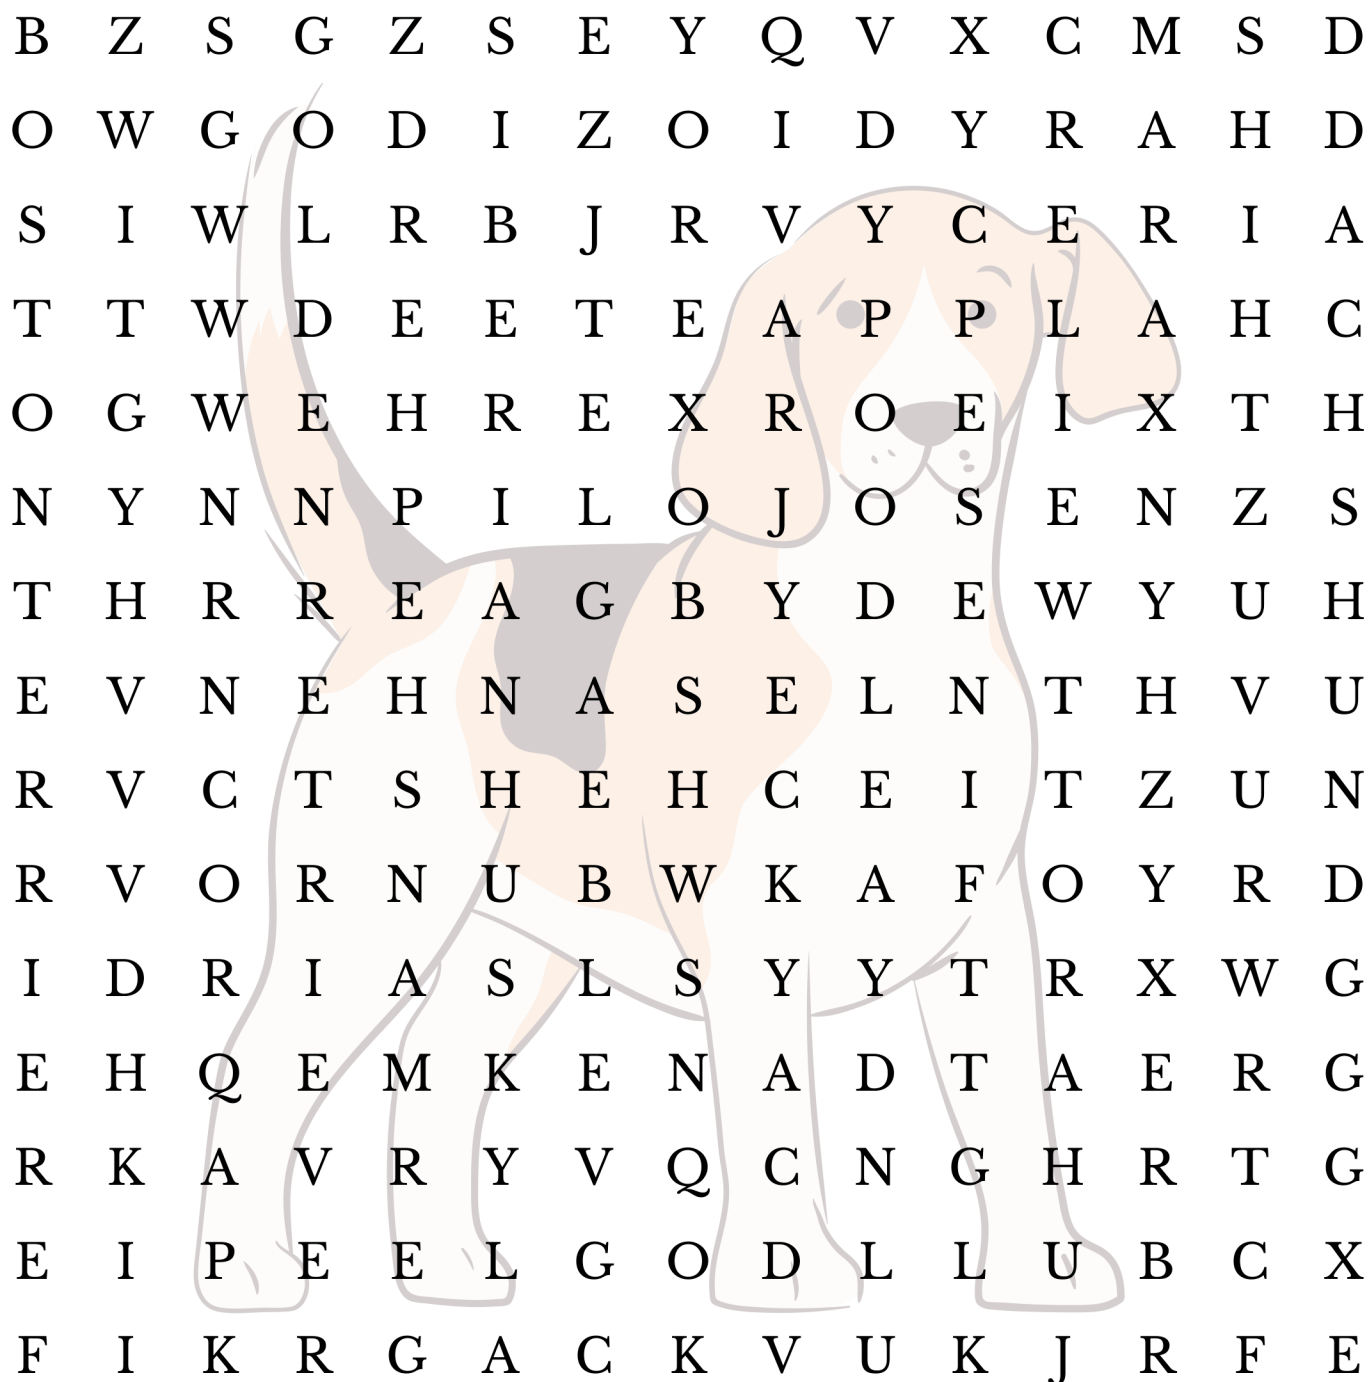 B Z S G Z S E Y Q V X C M S D
O W G O D I Z O I D Y R A H D
S I W L R B J R V Y C E R I A
T T W D E E T E A P P L A H C
O G W E H R E X R O E I X T H
N Y N N P I L O J O S E N Z S
T H R R E A G B Y D E W Y U H
E V N E H N A S E L N T H V U
R V C T S H E H C E I T Z U N
R V O R N U B W K A F O Y R D
I D R I A S L S Y Y T R X W G
E H Q E M K E N A D T A E R G
R K A V R Y V Q C N G H R T G
E I P E E L G O D L L U B C X
F I K R G A C K V U K J R F E